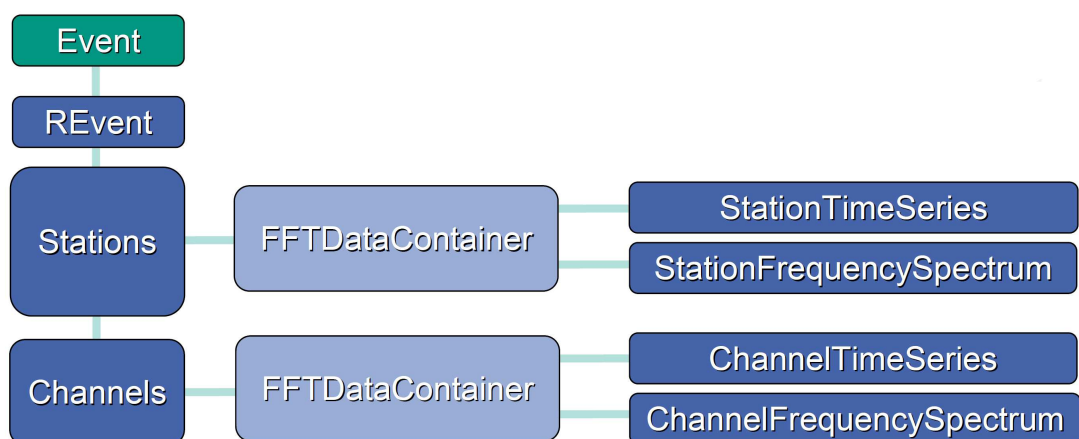 Event
REvent
Stations
FFTDataContainer
StationTimeSeries
StationFrequencySpectrum
Channels
FFTDataContainer
ChannelTimeSeries
ChannelFrequencySpectrum